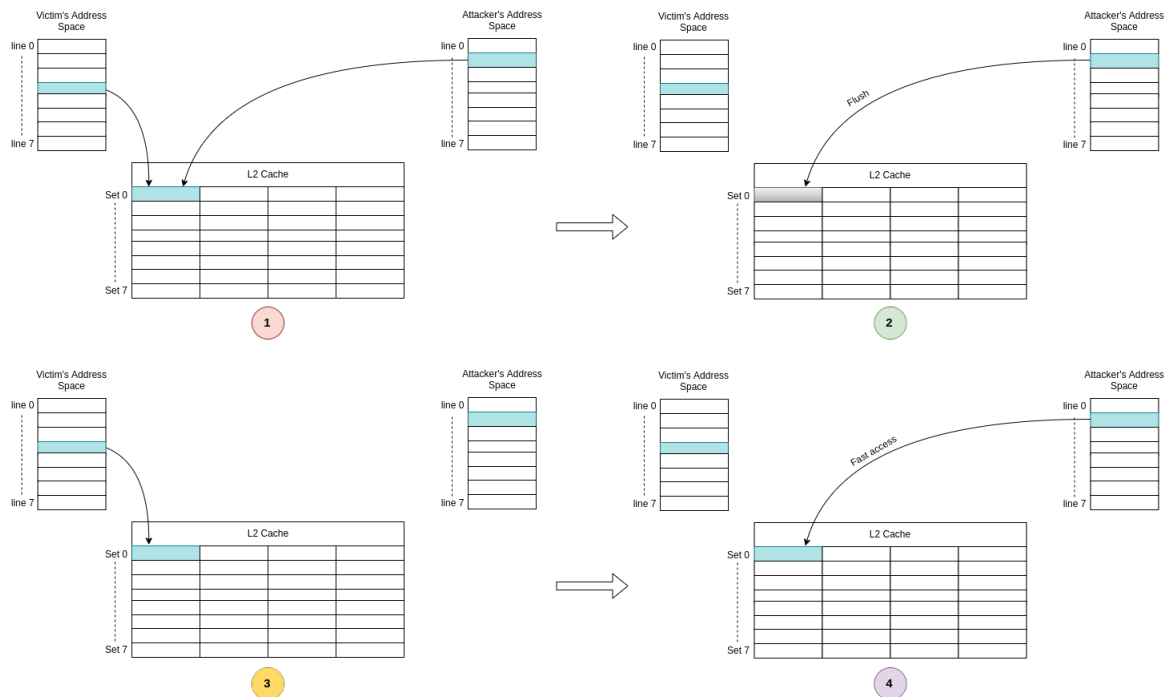 Victim's Address
Space
Attacker's Address
Space
line 0
line 0
line 7
line 7
L2 Cache
Set 0
Set 7
1
Victim's Address
Space
Attacker's Address
Space
line 0
line 0
Flush
line 7
line 7
L2 Cache
Set 0
Set 7
2
Victim's Address
Space
Attacker's Address
Space
line 0
line 0
line 7
line 7
L2 Cache
Set 0
Set 7
3
Victim's Address
Space
Attacker's Address
Space
line 0
line 0
Fast access
line 7
line 7
L2 Cache
Set 0
Set 7
4